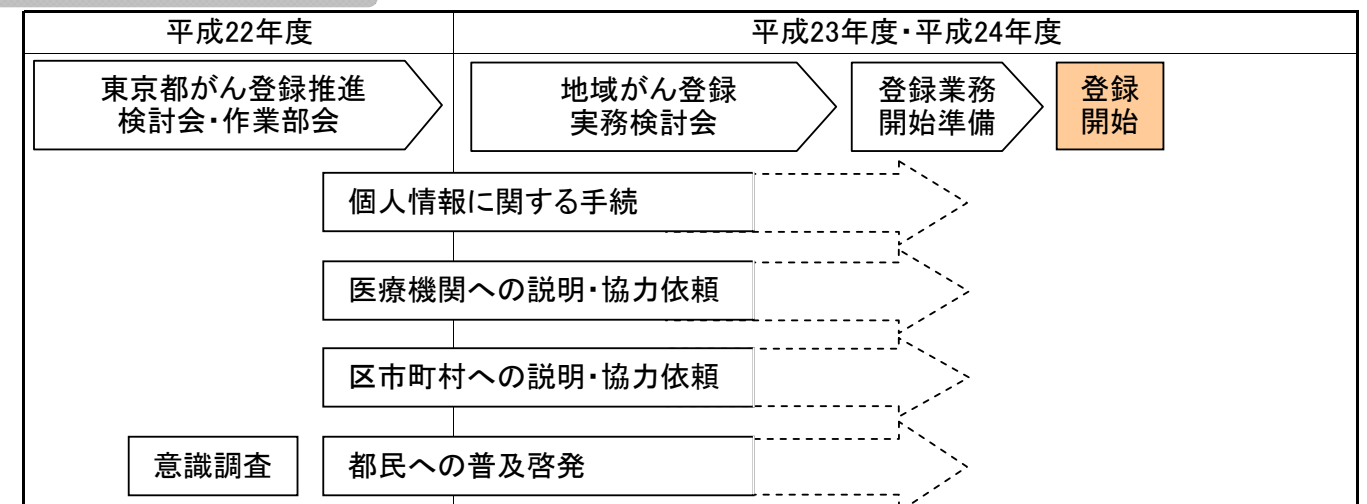 平成22年度
平成23年度・平成24年度
東京都がん登録推進
検討会・作業部会
地域がん登録
実務検討会
登録業務
開始準備
登録
開始
個人情報に関する手続
医療機関への説明・協力依頼
区市町村への説明・協力依頼
意識調査
都民への普及啓発